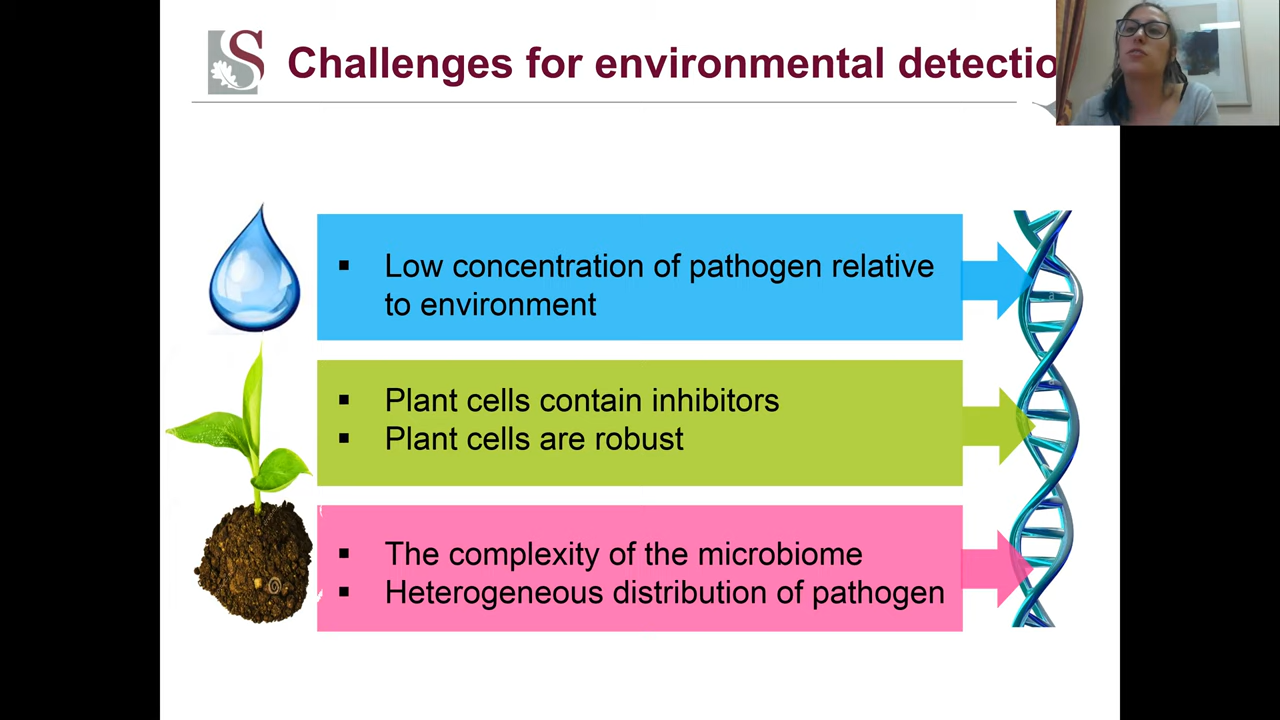 S
Challenges for environmental detectio
▪ Low concentration of pathogen relative
to environment
▪ Plant cells contain inhibitors
▪ Plant cells are robust
▪ The complexity of the microbiome
▪ Heterogeneous distribution of pathogen